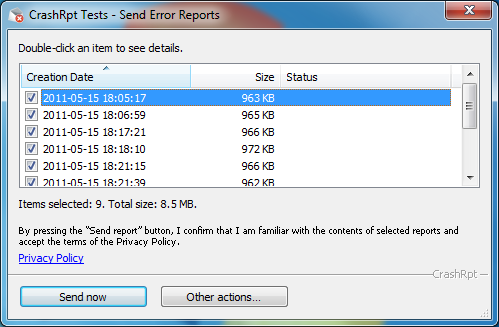 CrashRpt Tests - Send Error Reports
Double-click an item to see details.
Creation Date Size Status
2011-05-15 18:05:17 963 KB
2011-05-15 18:06:59 965 KB
2011-05-15 18:17:21 966 KB
2011-05-15 18:18:10 972 KB
2011-05-15 18:21:15 966 KB
2011-05-15 18:21:39 962 KB
Items selected: 9. Total size: 8.5 MB.
By pressing the "Send report" button, I confirm that I am familiar with the contents of selected reports and
accept the terms of the Privacy Policy.
Privacy Policy
CrashRpt
Send now Other actions...